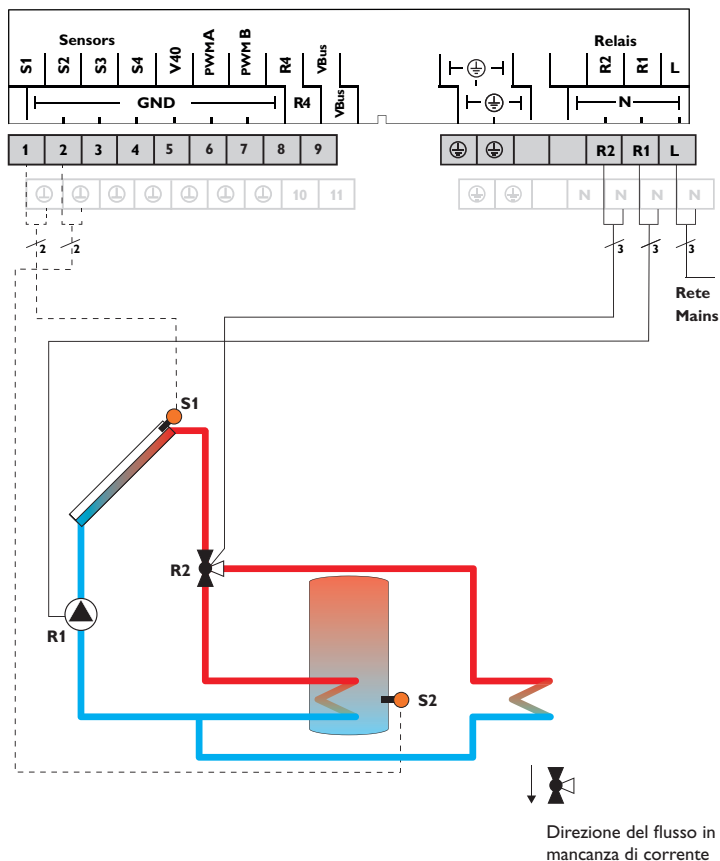 Sensors
Relais
S1 S2 S3 S4 V40 PWMA PWM B R4 VBus R2 R1 L
GND R4 VBus N
1 2 3 4 5 6 7 8 9 R2 R1 L
10 11 N N N N
2 2 3 3 3
Rete
Mains
S1
R2
R1
S2
Direzione del flusso in
mancanza di corrente